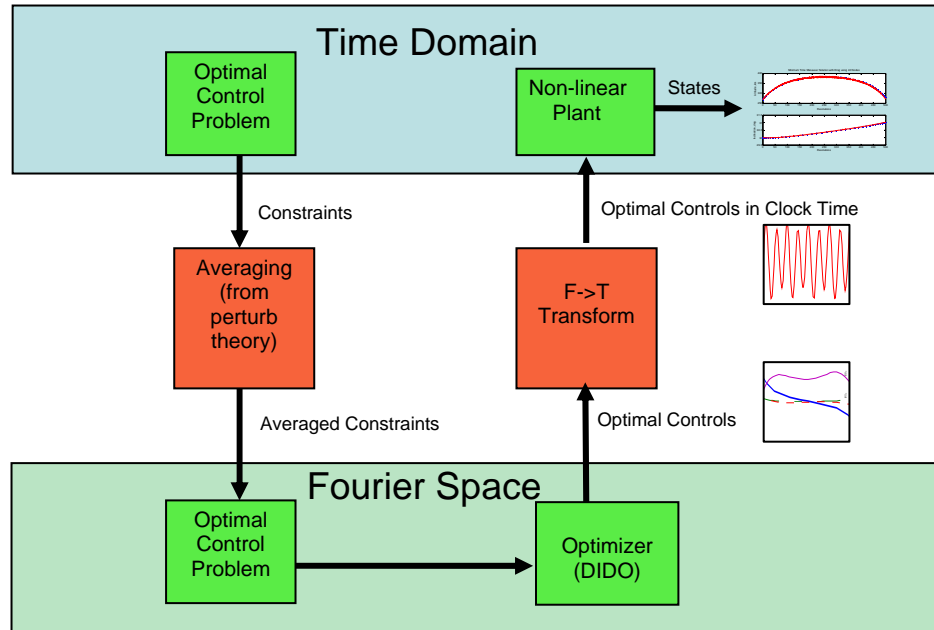 Time Domain
Optimal
Control
Problem
Non-linear
Plant
States
Constraints
Optimal Controls in Clock Time
Averaging
(from
perturb
theory)
F->T
Transform
Averaged Constraints
Optimal Controls
Fourier Space
Optimal
Control
Problem
Optimizer
(DIDO)